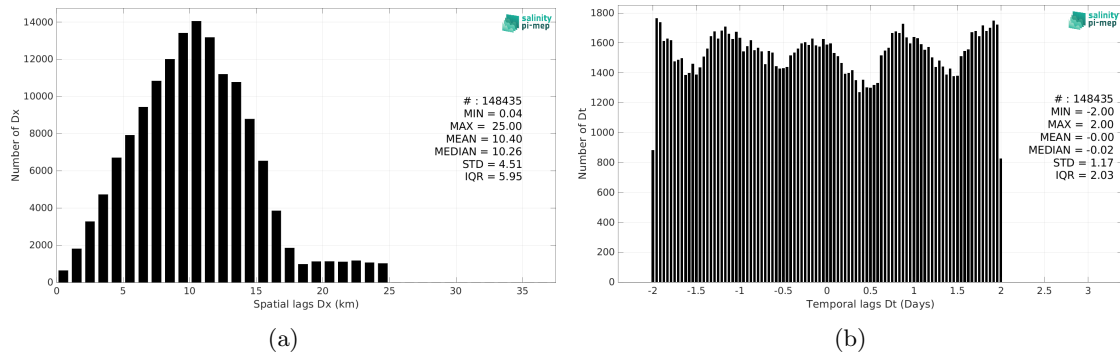 14000
12000
10000
8000
6000
4000
2000
0
Number of Dx
0 5 10 15 20 25 30 35
Spatial lags Dx (km)
salinity
pi-mep
# : 148435
MIN = 0.04
MAX = 25.00
MEAN = 10.40
MEDIAN = 10.26
STD = 4.51
IQR = 5.95
(a)
1800
1600
1400
1200
1000
800
600
400
200
0
Number of Dt
-2 -1.5 -1 -0.5 0 0.5 1 1.5 2 2.5 3
Temporal lags Dt (Days)
salinity
pi-mep
# : 148435
MIN = -2.00
MAX = 2.00
MEAN = -0.00
MEDIAN = -0.02
STD = 1.17
IQR = 2.03
(b)